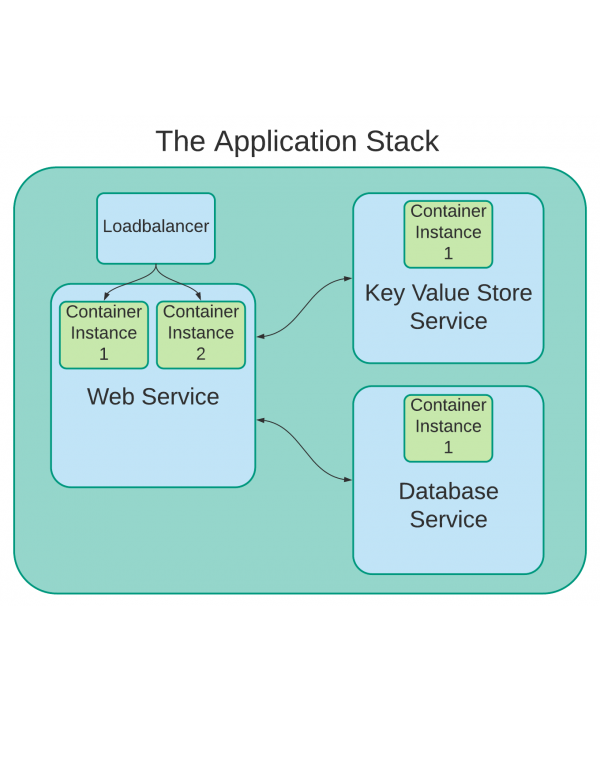 The Application Stack
Loadbalancer
Container
Instance
1
Container
Instance
2
Web Service
Container
Instance
1
Key Value Store
Service
Container
Instance
1
Database
Service